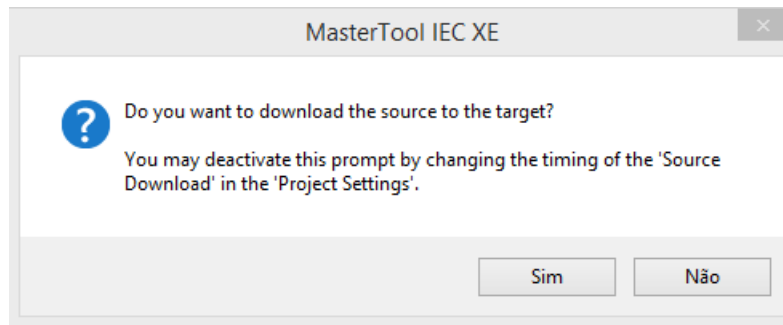 MasterTool IEC XE
Do you want to download the source to the target?
You may deactivate this prompt by changing the timing of the 'Source
Download' in the 'Project Settings'.
Sim Não